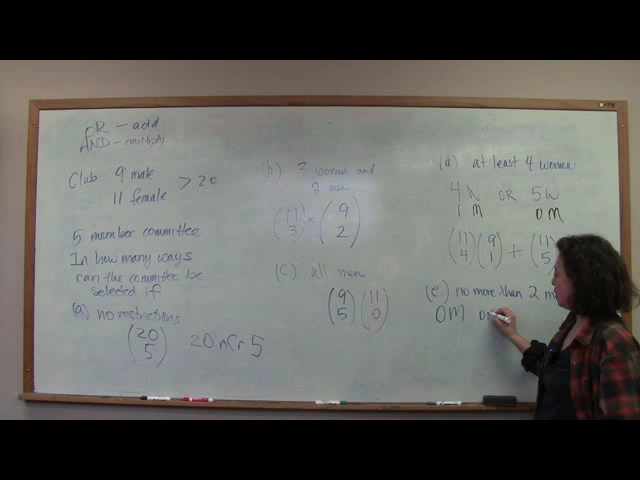 OR - add
AND - multiply
Club 9 male
11 female
> 20
5 member committee
In how many ways
can the committee be
selected if
(a) no restrictions
(20 5) 20 nCr 5
(b) 3 women and
2 men
(11 3) × (9 2)
(c) all men
(9 5) (11 0)
(d) at least 4 women
4 W OR 5 W
1 M 0 M
(11 4) (9 1) + (11 5)
(e) no more than 2 m
0M or